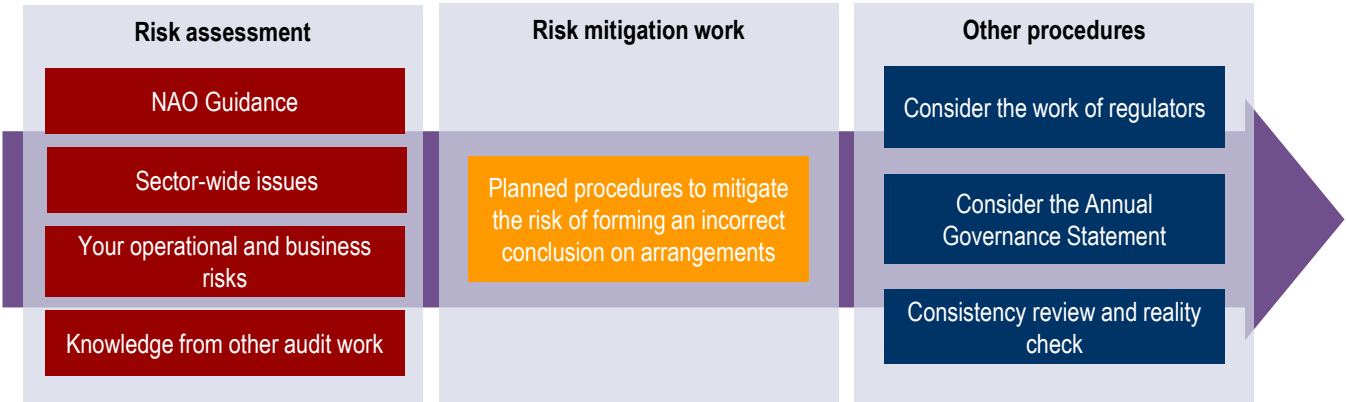 Risk assessment
NAO Guidance
Sector-wide issues
Your operational and business
risks
Knowledge from other audit work
Risk mitigation work
Planned procedures to mitigate
the risk of forming an incorrect
conclusion on arrangements
Other procedures
Consider the work of regulators
Consider the Annual
Governance Statement
Consistency review and reality
check